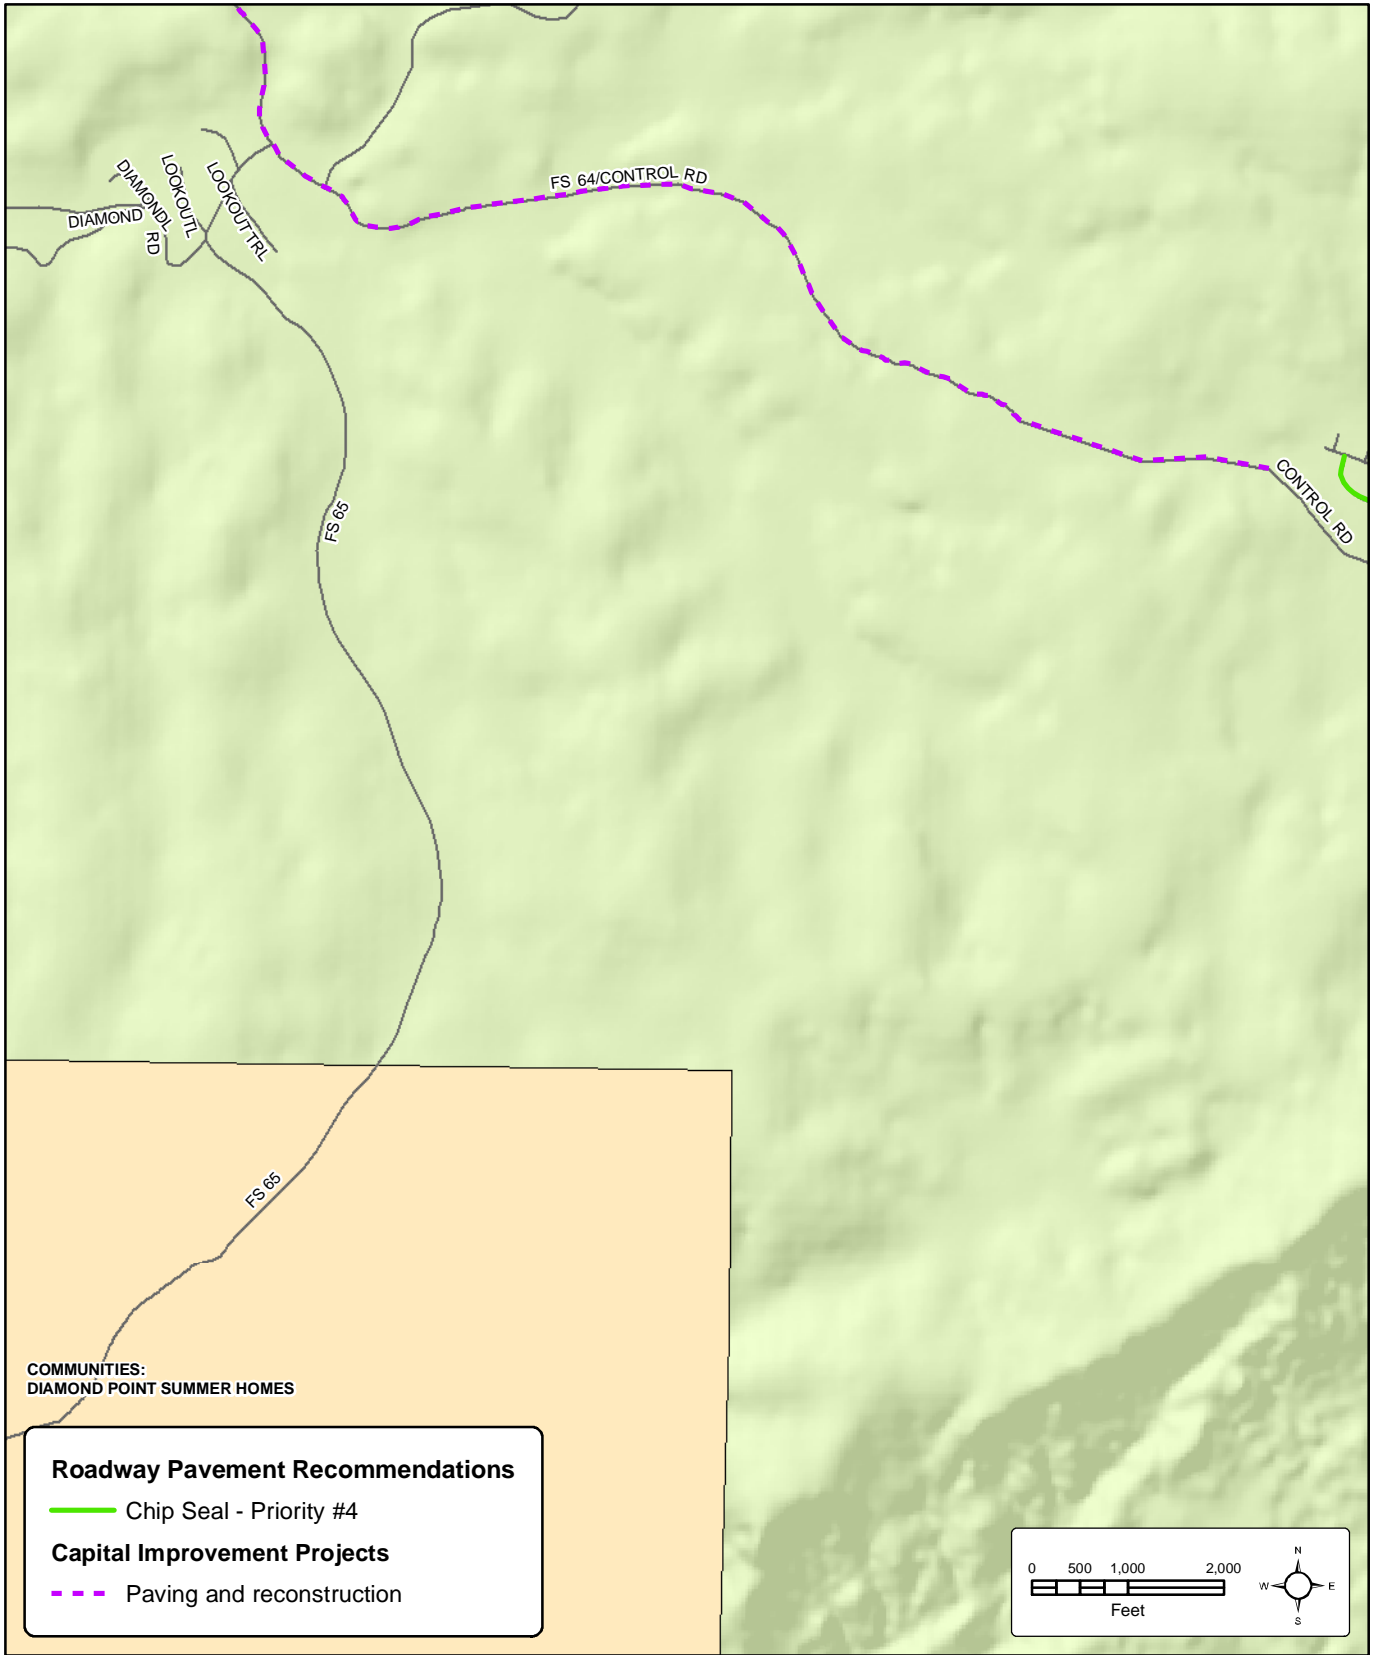 FS 64/CONTROL RD
LOOKOUTL
LOOKOUT TRL
DIAMONDL
DIAMOND
RD
CONTROL RD
FS 65
FS 65
COMMUNITIES:
DIAMOND POINT SUMMER HOMES
Roadway Pavement Recommendations
Chip Seal - Priority #4
Capital Improvement Projects
Paving and reconstruction
0 500 1,000 2,000
Feet
N
W E
S